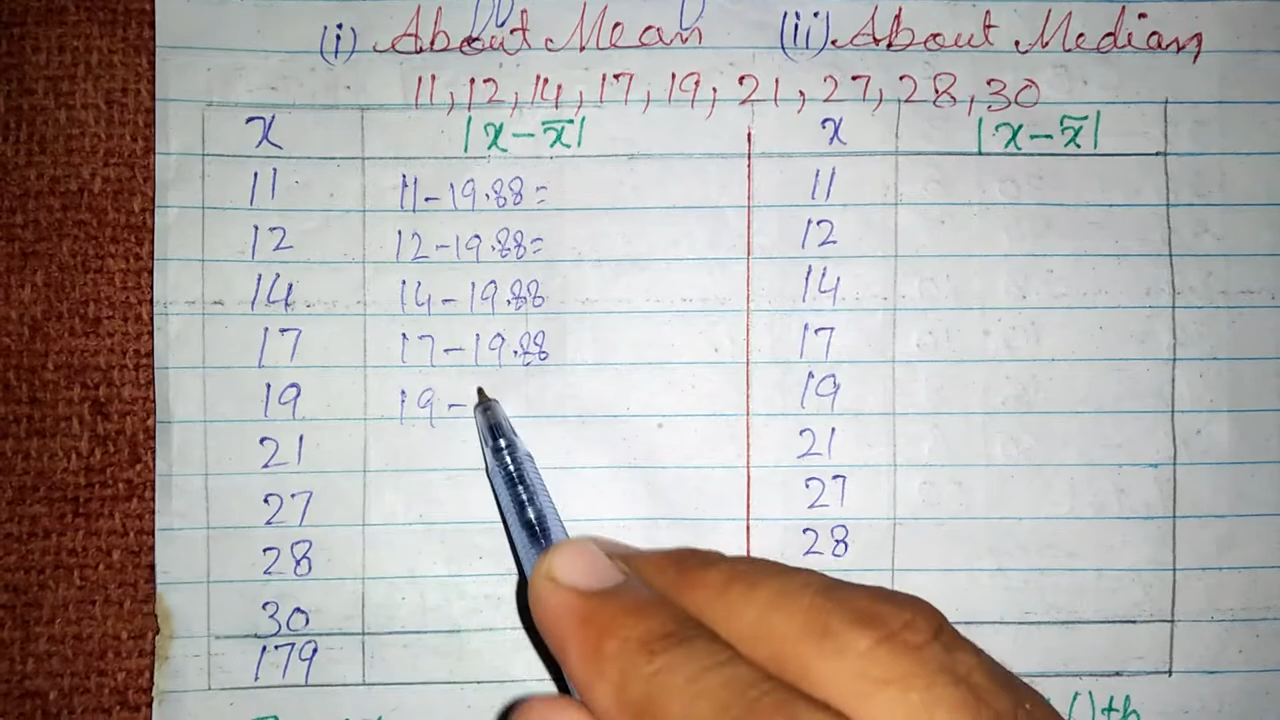 (i) About Mean (ii) About Median
11, 12, 14, 17, 19, 21, 27, 28, 30
x |x-x̄| x |x-x̄|
11 11-19.88= 11
12 12-19.88= 12
14 14-19.88 14
17 17-19.88 17
19 19- 19
21 21
27 27
28 28
30
179
()th